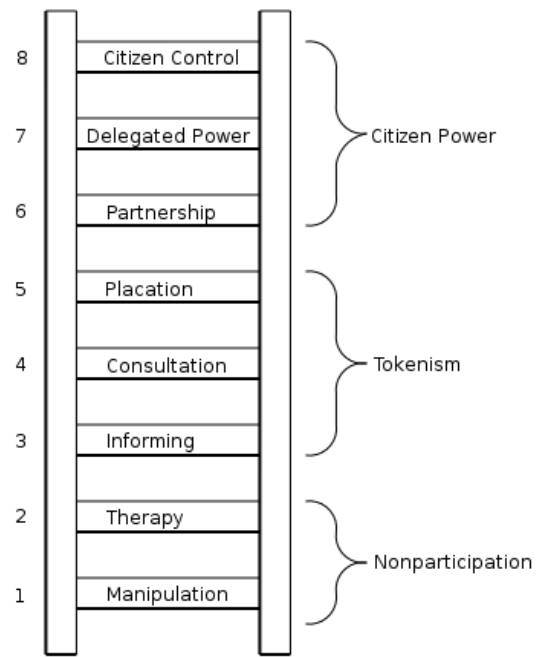 8 Citizen Control
7 Delegated Power Citizen Power
6 Partnership
5 Placation
4 Consultation Tokenism
3 Informing
2 Therapy
Nonparticipation
1 Manipulation